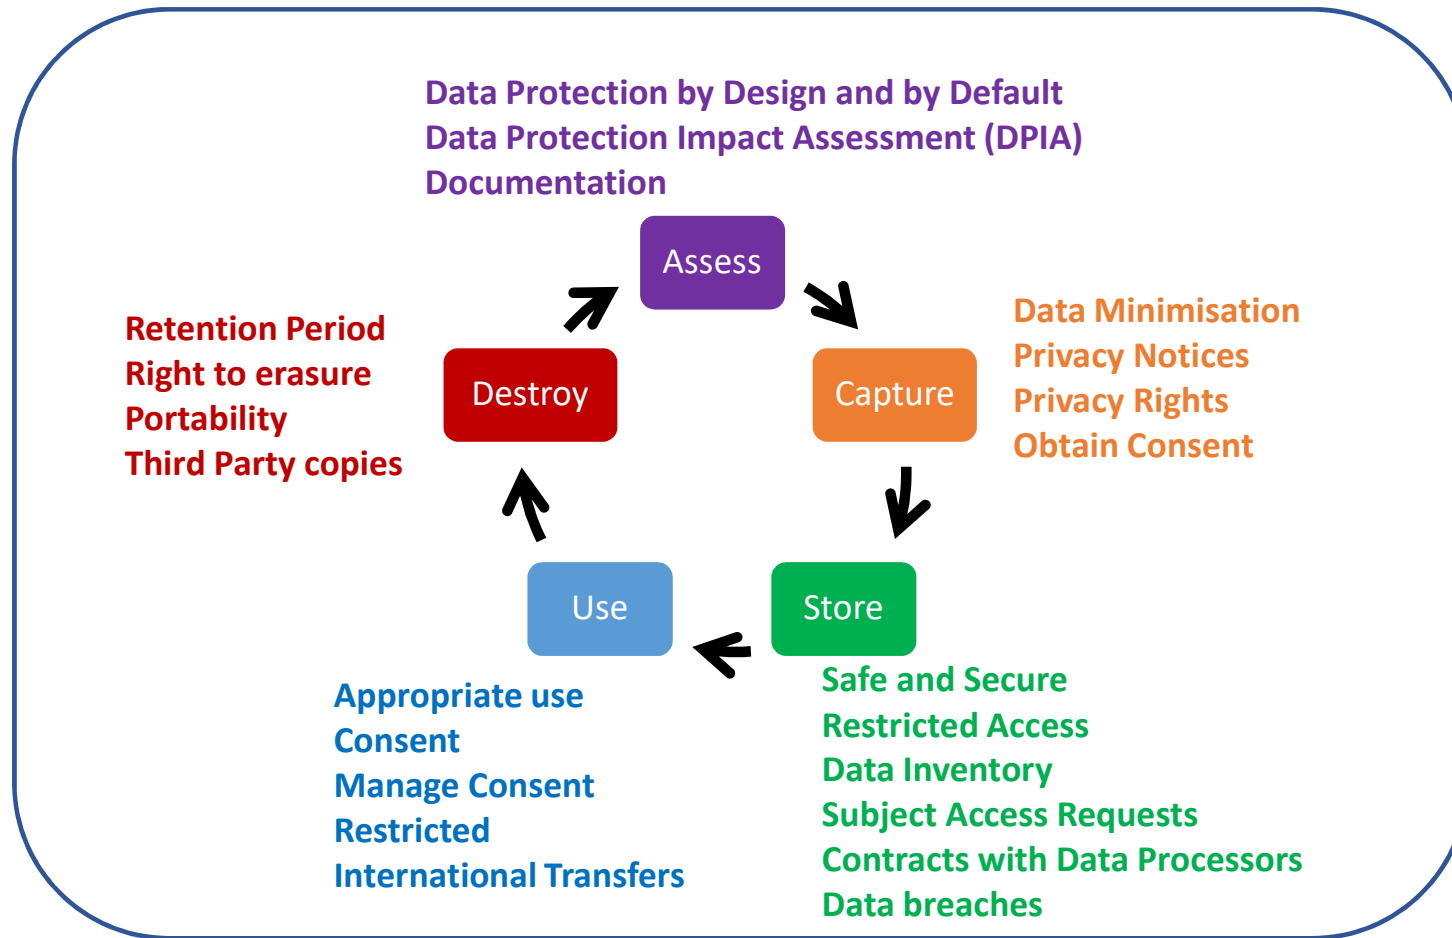 Data Protection by Design and by Default
Data Protection Impact Assessment (DPIA)
Documentation
Assess
Capture
Data Minimisation
Privacy Notices
Privacy Rights
Obtain Consent
Store
Safe and Secure
Restricted Access
Data Inventory
Subject Access Requests
Contracts with Data Processors
Data breaches
Use
Appropriate use
Consent
Manage Consent
Restricted
International Transfers
Destroy
Retention Period
Right to erasure
Portability
Third Party copies